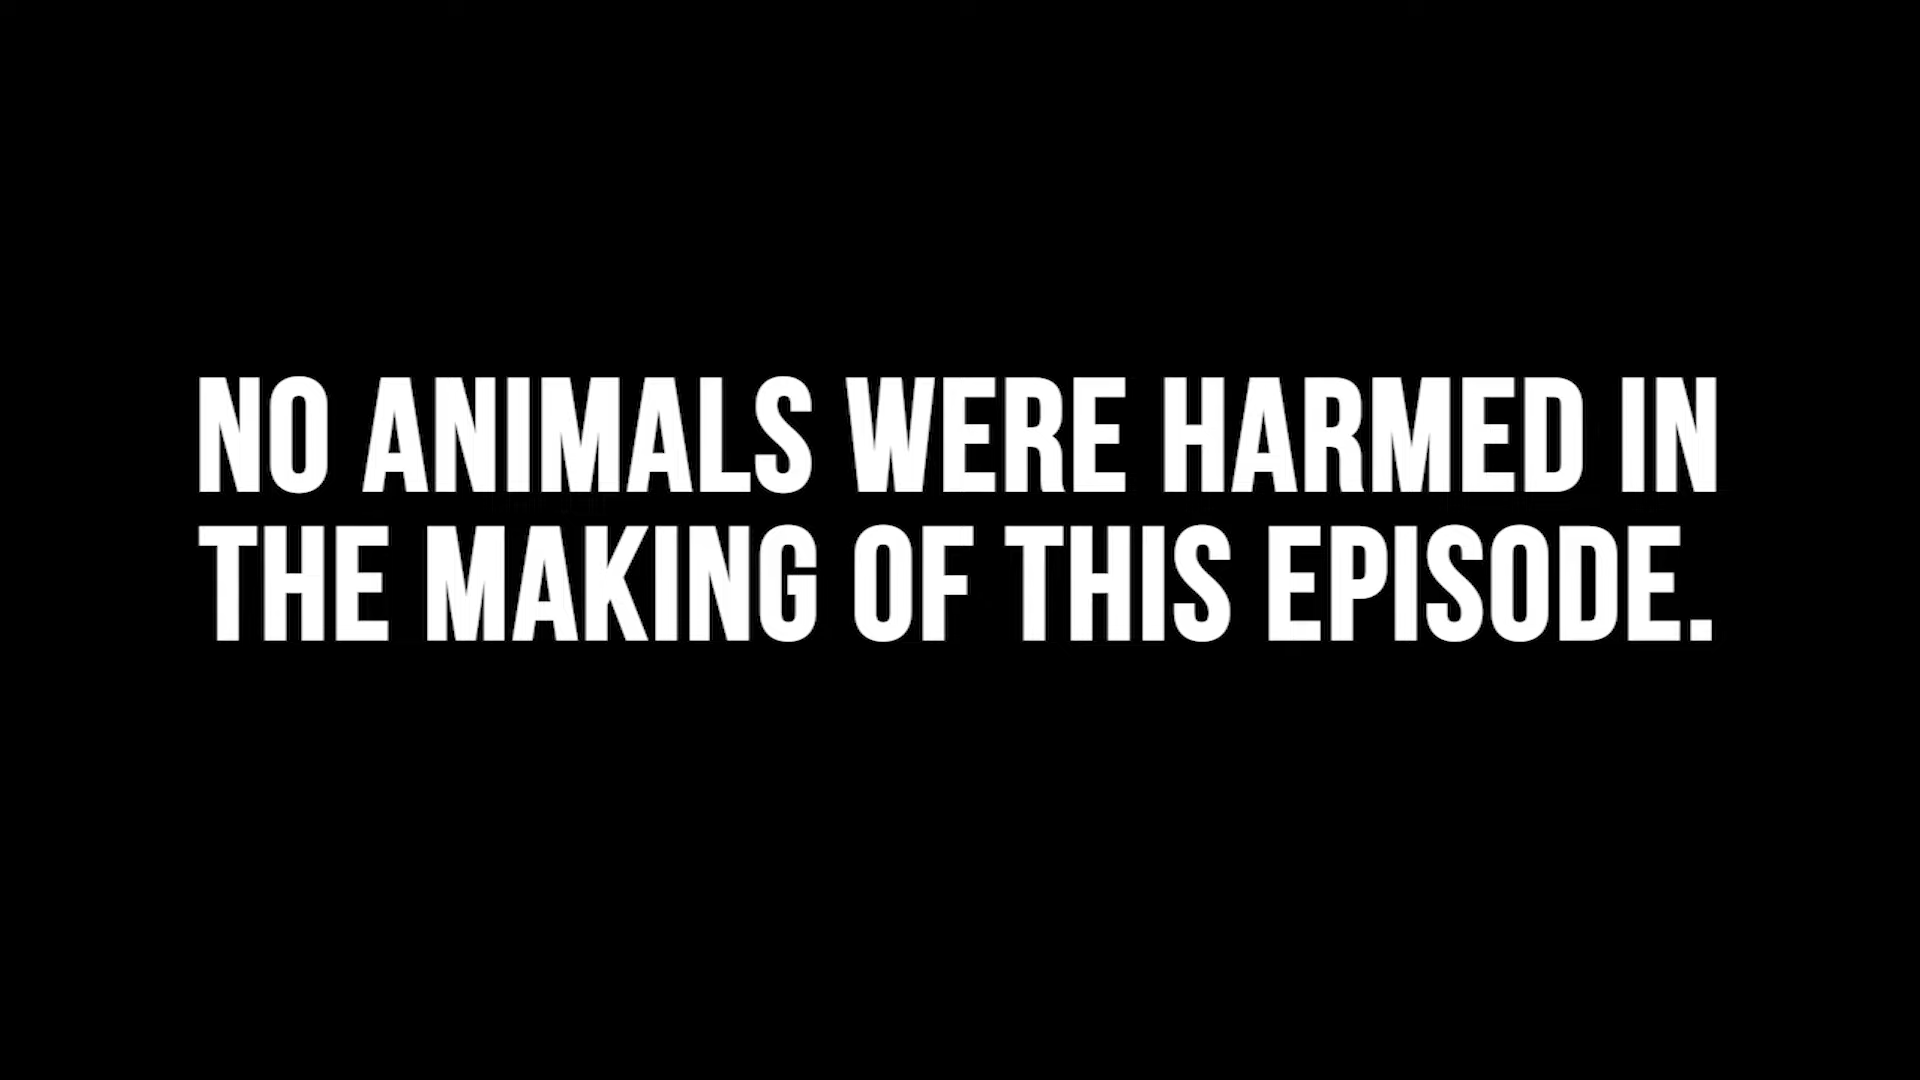 NO ANIMALS WERE HARMED IN
THE MAKING OF THIS EPISODE.